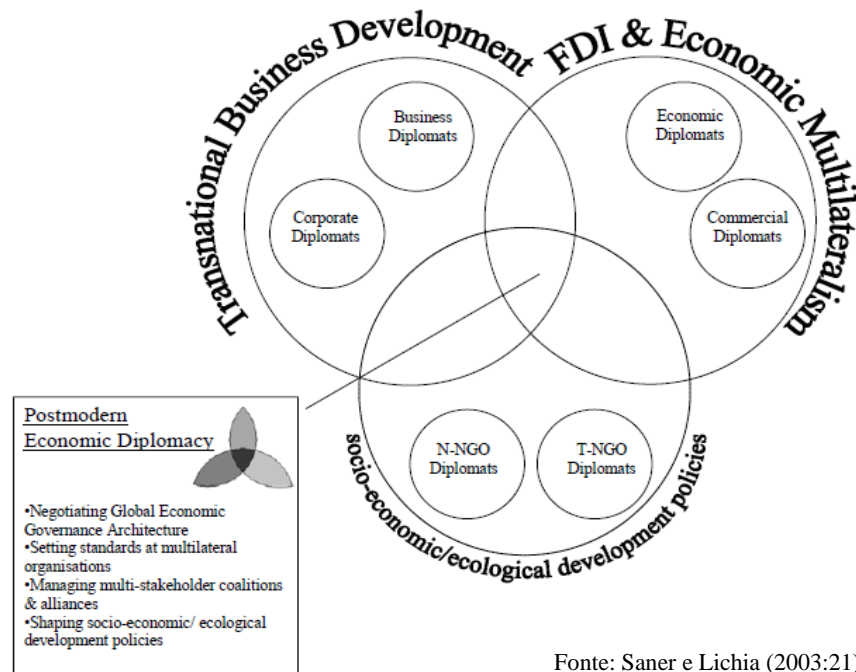 Transnational Business Development
FDI & Economic Multilateralism
Business
Diplomats
Corporate
Diplomats
Economic
Diplomats
Commercial
Diplomats
N-NGO
Diplomats
T-NGO
Diplomats
socio-economic/ecological development policies
Postmodern
Economic Diplomacy
•Negotiating Global Economic
Governance Architecture
•Setting standards at multilateral
organisations
•Managing multi-stakeholder coalitions
& alliances
•Shaping socio-economic/ ecological
development policies
Fonte: Saner e Lichia (2003:21)